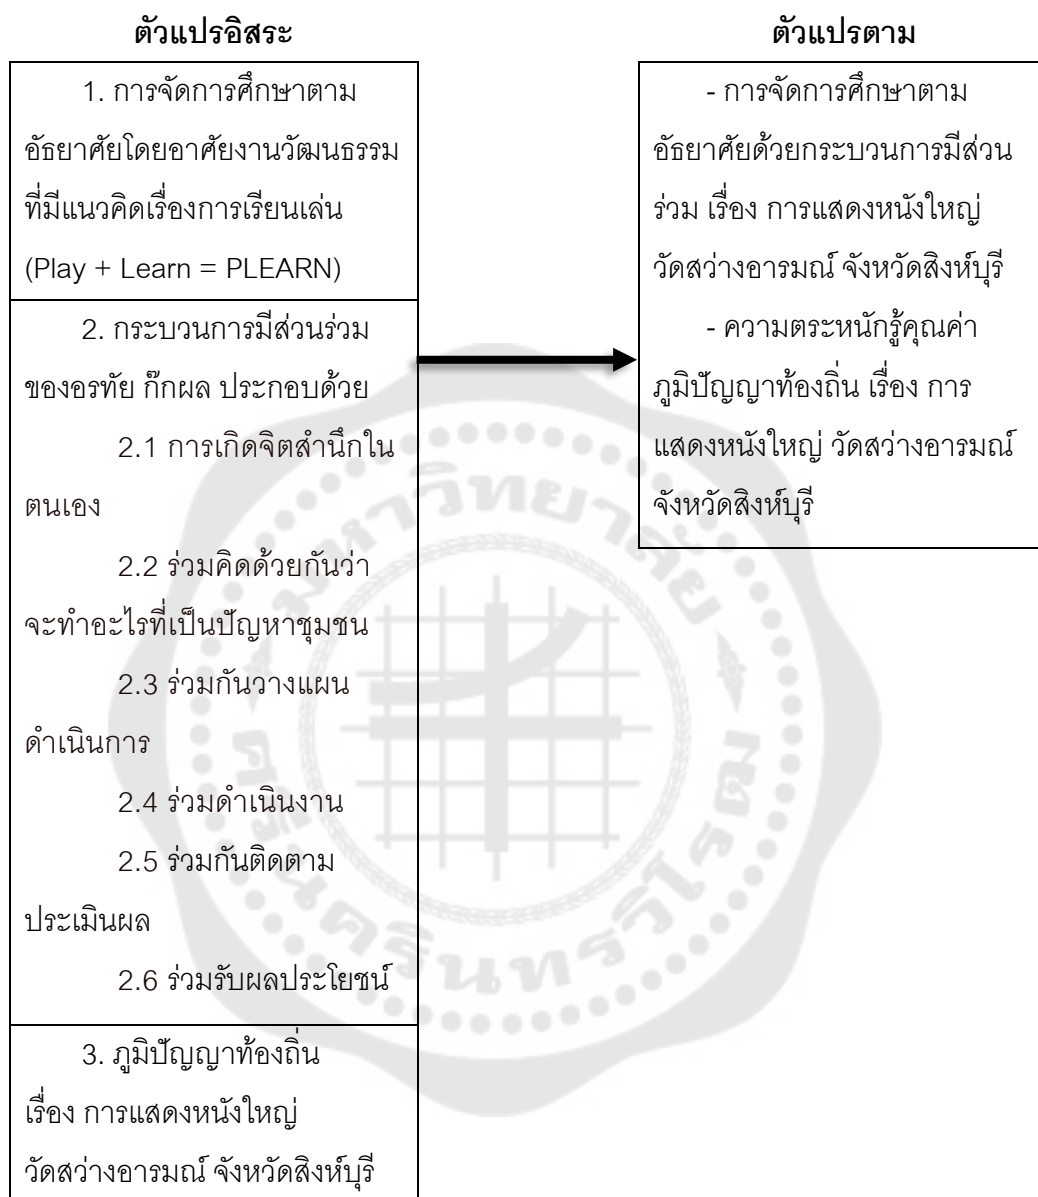 ตัวแปรอิสระ
1. การจัดการศึกษาตาม
อัธยาศัยโดยอาศัยงานวัฒนธรรม
ที่มีแนวคิดเรื่องการเรียนเล่น
(Play + Learn = PLEARN)
2. กระบวนการมีส่วนร่วม
ของอรทัย ก๊กผล ประกอบด้วย
2.1 การเกิดจิตสำนึกใน
ตนเอง
2.2 ร่วมคิดด้วยกันว่า
จะทำอะไรที่เป็นปัญหาชุมชน
2.3 ร่วมกันวางแผน
ดำเนินการ
2.4 ร่วมดำเนินงาน
2.5 ร่วมกันติดตาม
ประเมินผล
2.6 ร่วมรับผลประโยชน์
3. ภูมิปัญญาท้องถิ่น
เรื่อง การแสดงหนังใหญ่
วัดสว่างอารมณ์ จังหวัดสิงห์บุรี
ตัวแปรตาม
- การจัดการศึกษาตาม
อัธยาศัยด้วยกระบวนการมีส่วน
ร่วม เรื่อง การแสดงหนังใหญ่
วัดสว่างอารมณ์ จังหวัดสิงห์บุรี
- ความตระหนักรู้คุณค่า
ภูมิปัญญาท้องถิ่น เรื่อง การ
แสดงหนังใหญ่ วัดสว่างอารมณ์
จังหวัดสิงห์บุรี
มหาวิทยาลัย
ศรีนครินทรวิโรฒ